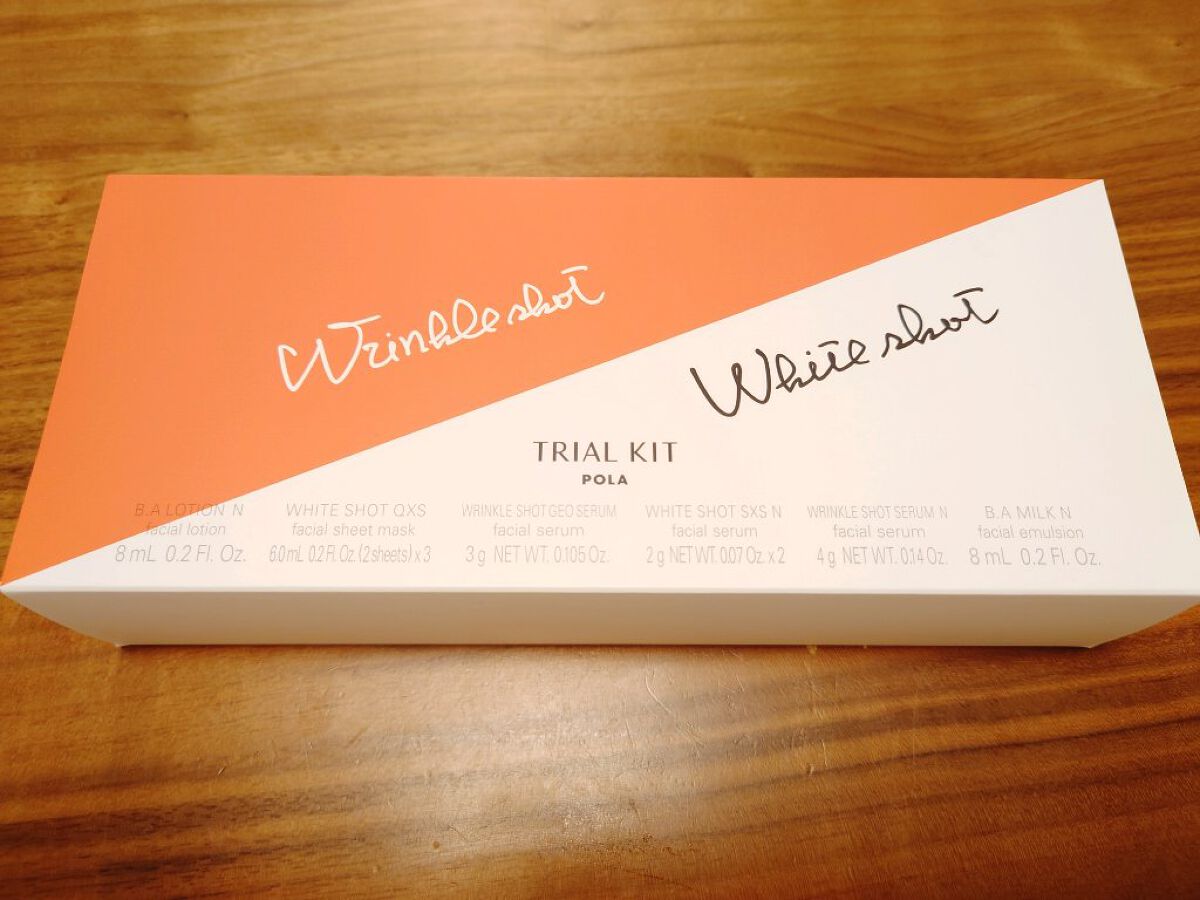 Wrinkle shot
White shot
TRIAL KIT
POLA
B.A LOTION N
facial lotion
8 mL 0.2 Fl. Oz.
WHITE SHOT QXS
facial sheet mask
6.0 mL 0.2 Fl. Oz. (2 sheets) x 3
WRINKLE SHOT GEO SERUM
facial serum
3 g NET WT. 0.105 Oz.
WHITE SHOT SXS N
facial serum
2 g NET WT. 0.07 Oz. x 2
WRINKLE SHOT SERUM N
facial serum
4 g NET WT. 0.14 Oz.
B.A MILK N
facial emulsion
8 mL 0.2 Fl. Oz.